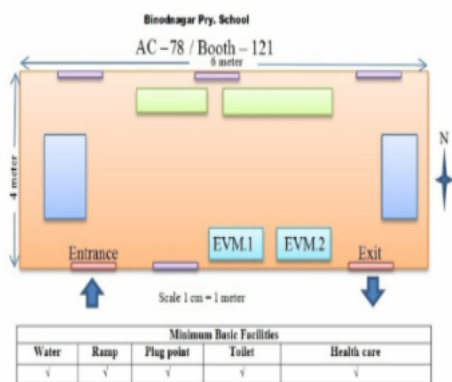 Binodnagar Pry. School
AC – 78 / Booth – 121
6 meter
4 meter
N
Entrance
EVM.1
EVM.2
Exit
Scale 1 cm = 1 meter
Minimum Basic Facilities
Water Ramp Plug point Toilet Health care
√ √ √ √ √